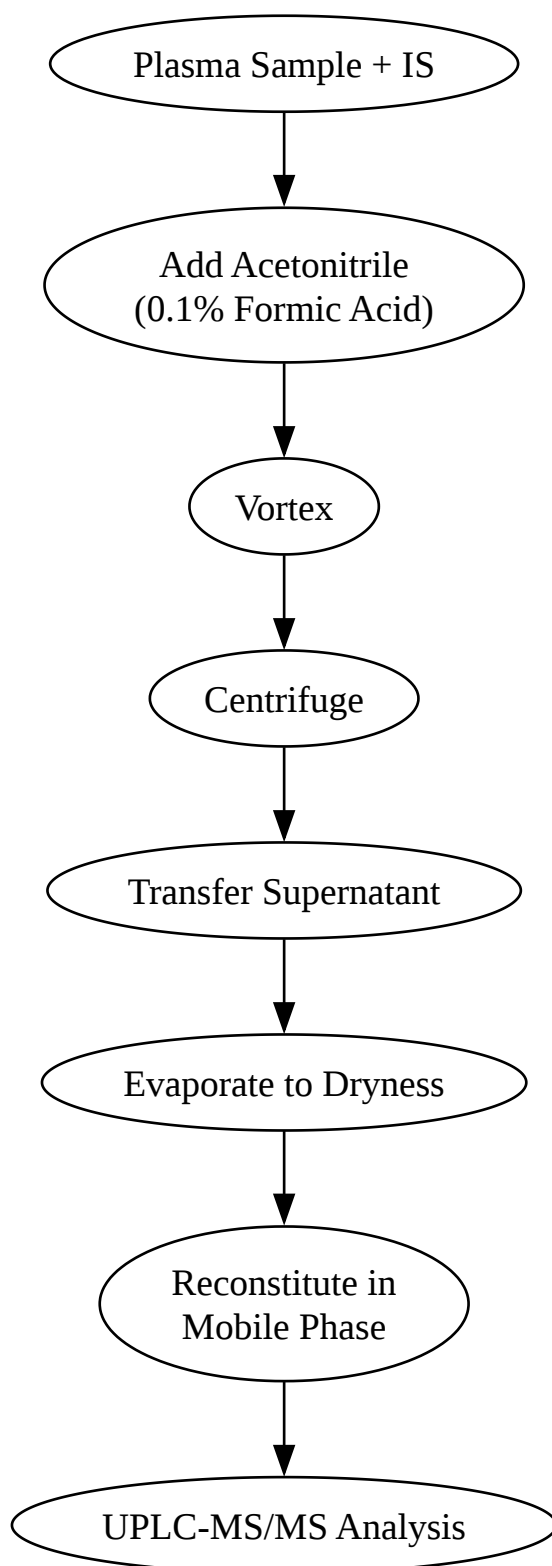 Plasma Sample + IS
Add Acetonitrile
(0.1% Formic Acid)
Vortex
Centrifuge
Transfer Supernatant
Evaporate to Dryness
Reconstitute in
Mobile Phase
UPLC-MS/MS Analysis